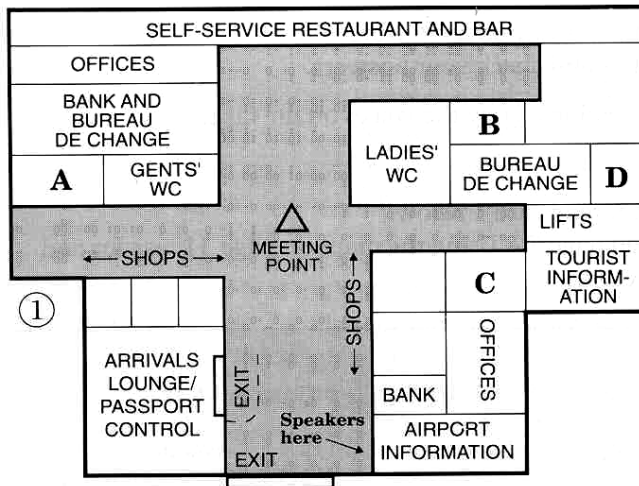 SELF-SERVICE RESTAURANT AND BAR
OFFICES
BANK AND
BUREAU
DE CHANGE
A
GENTS'
WC
LADIES'
WC
B
BUREAU
DE CHANGE
D
LIFTS
MEETING
POINT
SHOPS
TOURIST
INFORM-
ATION
C
SHOPS
1
ARRIVALS
LOUNGE/
PASSPORT
CONTROL
EXIT
OFFICES
BANK
Speakers
here
EXIT
AIRPORT
INFORMATION